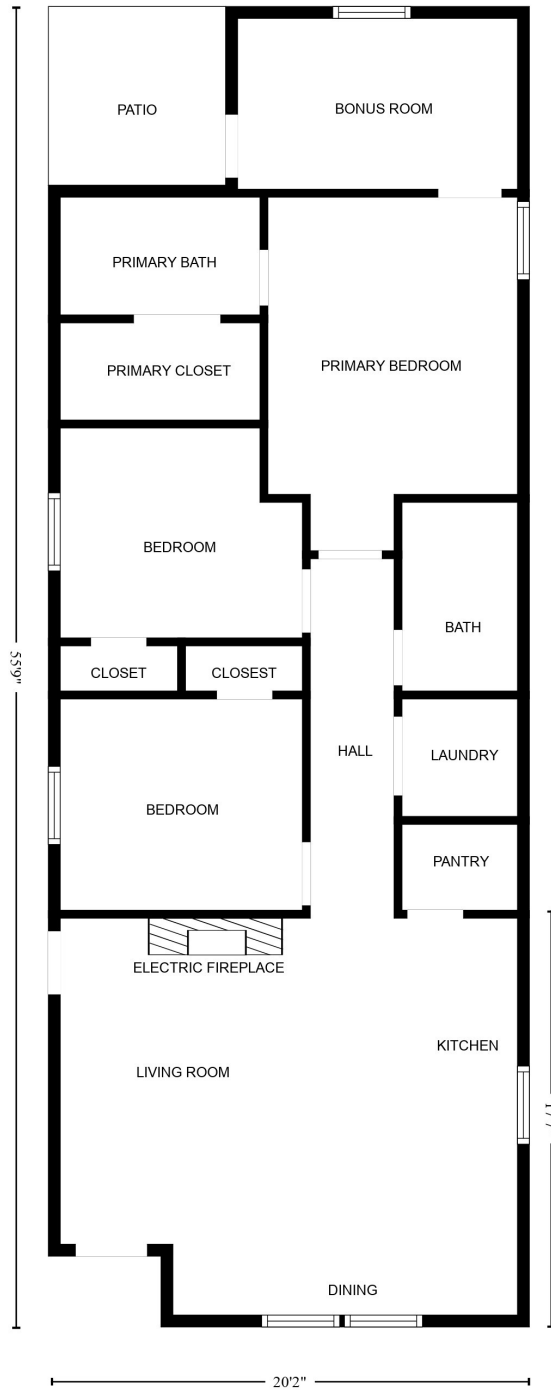 PATIO
BONUS ROOM
PRIMARY BATH
PRIMARY CLOSET
PRIMARY BEDROOM
BEDROOM
BATH
CLOSET
CLOSEST
55'9"
HALL
LAUNDRY
BEDROOM
PANTRY
ELECTRIC FIREPLACE
KITCHEN
LIVING ROOM
DINING
20'2"